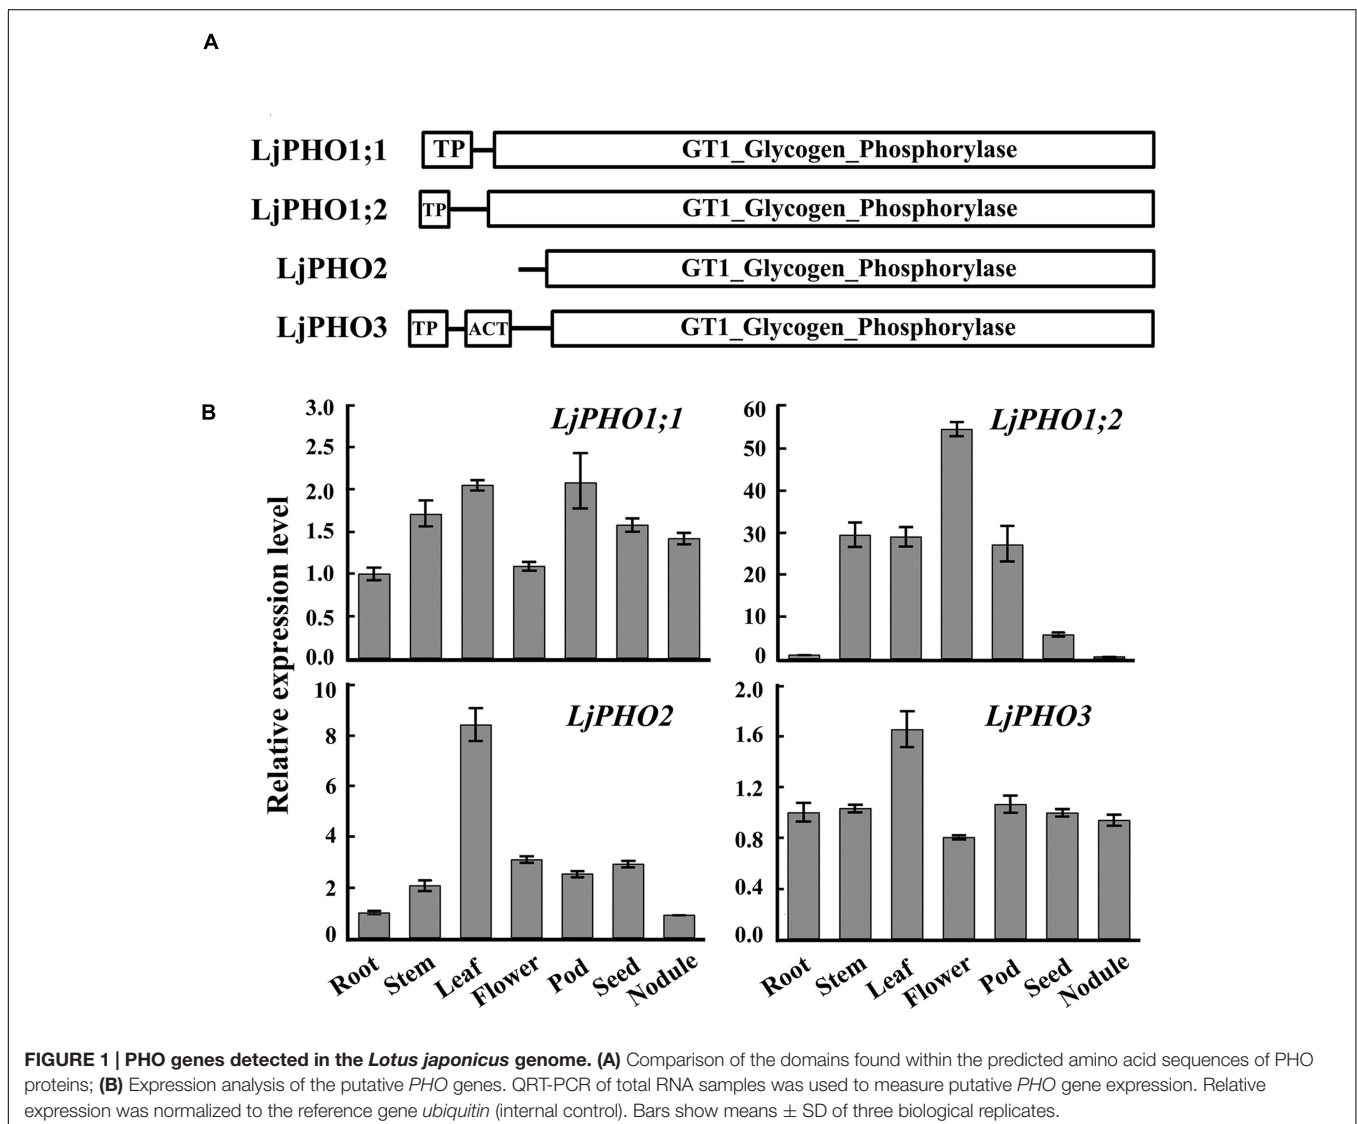 A
LjPHO1;1
TP
GT1_Glycogen_Phosphorylase
LjPHO1;2
TP
GT1_Glycogen_Phosphorylase
LjPHO2
GT1_Glycogen_Phosphorylase
LjPHO3
TP
ACT
GT1_Glycogen_Phosphorylase
B
Relative expression level
LjPHO1;1
3.0
2.5
2.0
1.5
1.0
0.5
0.0
LjPHO1;2
60
50
40
30
20
10
0
LjPHO2
10
8
6
4
2
0
Root
Stem
Leaf
Flower
Pod
Seed
Nodule
LjPHO3
2.0
1.6
1.2
0.8
0.4
0.0
Root
Stem
Leaf
Flower
Pod
Seed
Nodule
FIGURE 1 | PHO genes detected in the Lotus japonicus genome. (A) Comparison of the domains found within the predicted amino acid sequences of PHO
proteins; (B) Expression analysis of the putative PHO genes. QRT-PCR of total RNA samples was used to measure putative PHO gene expression. Relative
expression was normalized to the reference gene ubiquitin (internal control). Bars show means ± SD of three biological replicates.